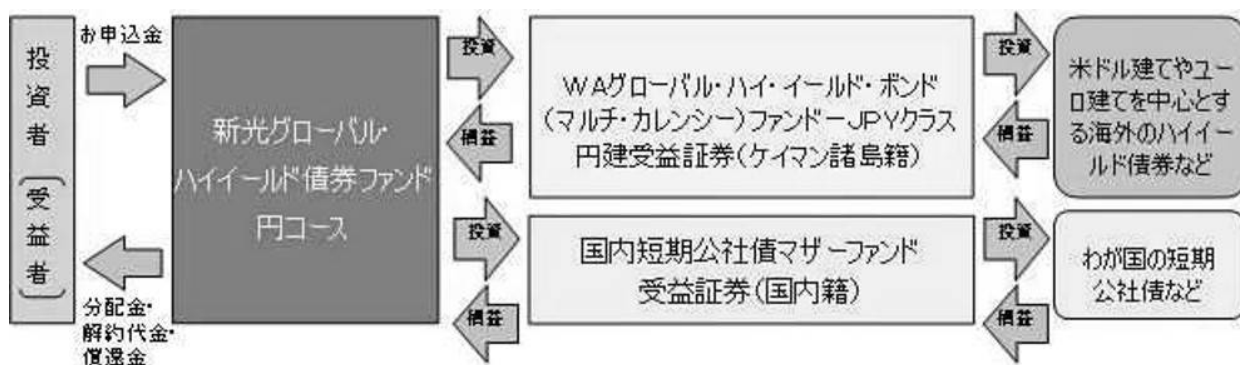 投資者（受益者）
お申込金
分配金・
解約代金・
償還金
新光グローバル・
ハイイールド債券ファンド
円コース
投資
損益
投資
損益
WAグローバル・ハイ・イールド・ボンド
（マルチ・カレンシー）ファンドーJPYクラス
円建受益証券（ケイマン諸島籍）
国内短期公社債マザーファンド
受益証券（国内籍）
投資
損益
投資
損益
米ドル建てやユー
ロ建てを中心とす
る海外のハイイー
ルド債券など
わが国の短期
公社債など